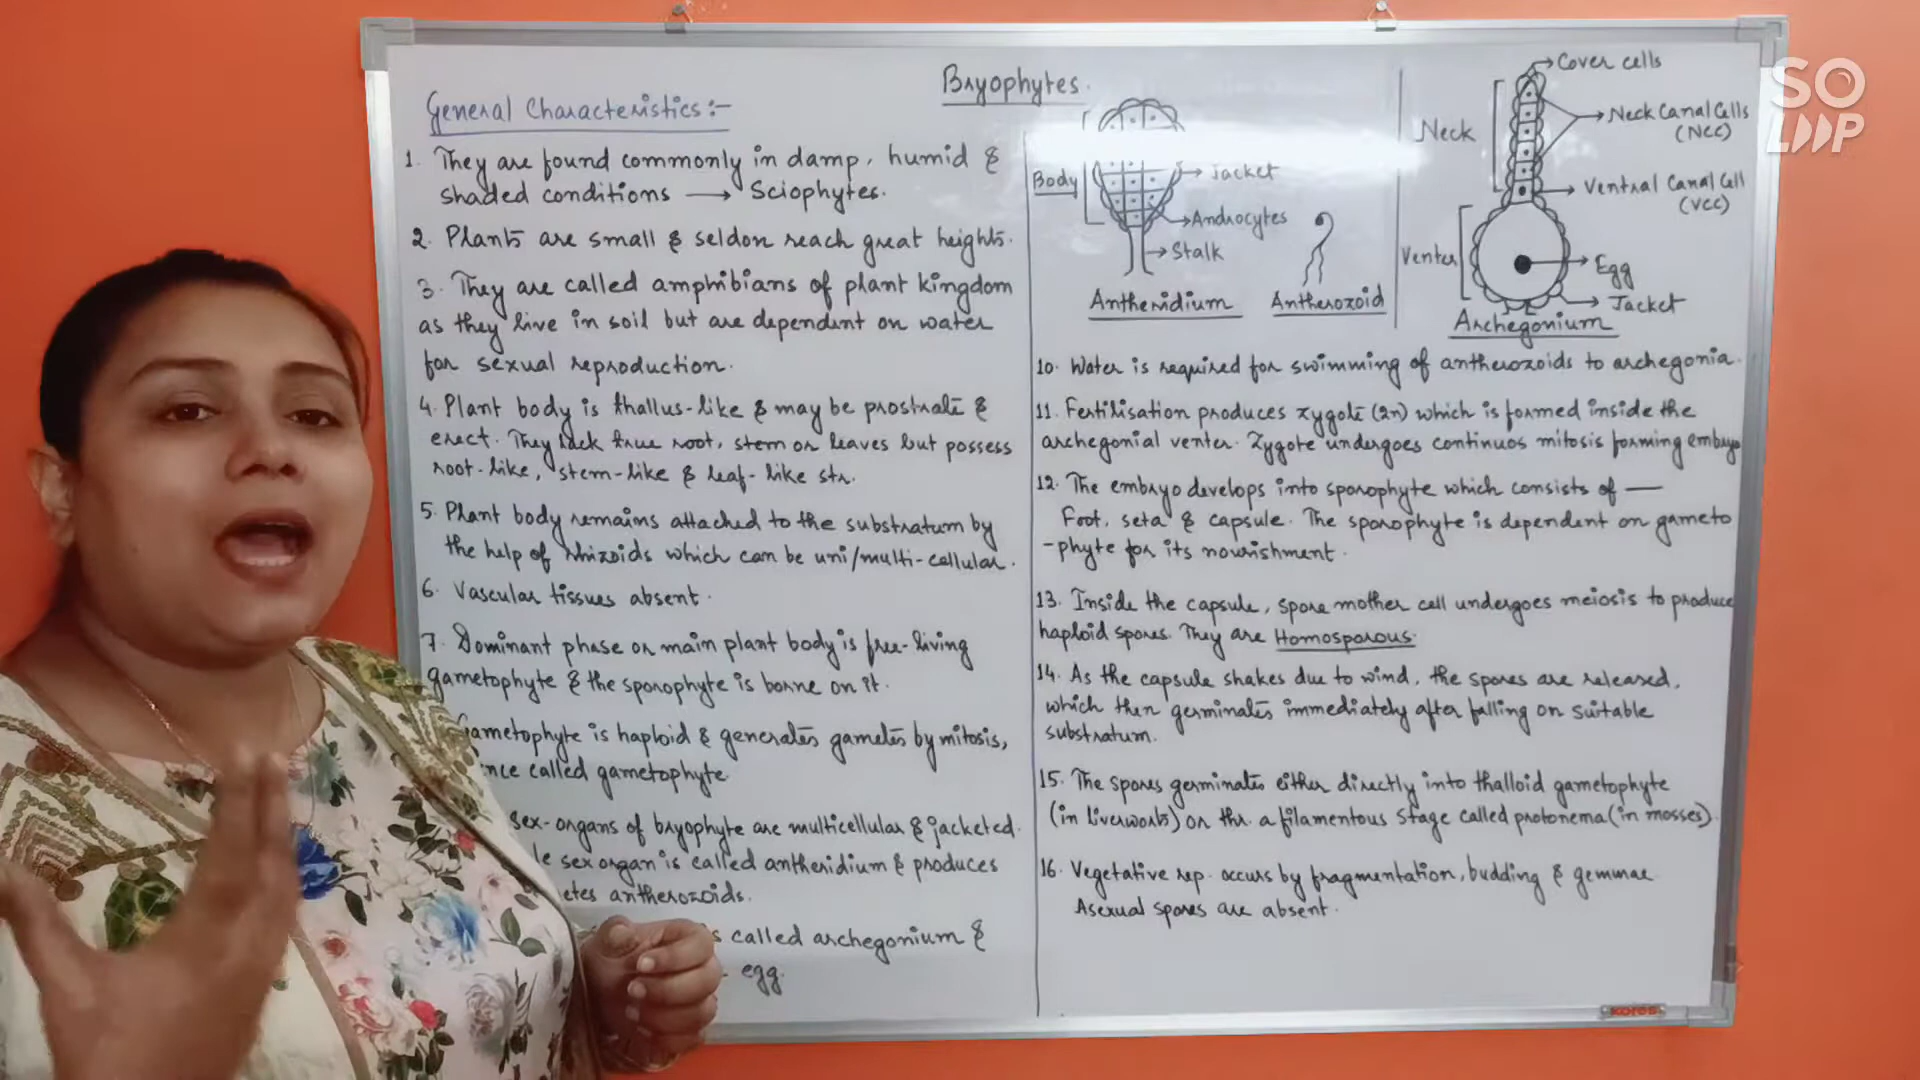 Bryophytes.
General Characteristics:-
1. They are found commonly in damp, humid &
shaded conditions → Sciophytes.
2. Plants are small & seldon reach great heights.
3. They are called amphibians of plant kingdom
as they live in soil but are dependent on water
for sexual reproduction.
4. Plant body is thallus-like & may be prostrate &
erect. They lack true root, stem or leaves but possess
root-like, stem-like & leaf-like str.
5. Plant body remains attached to the substratum by
the help of rhizoids which can be uni/multi-cellular.
6. Vascular tissues absent.
7. Dominant phase or main plant body is free-living
gametophyte & the sporophyte is borne on it.
ametophyte is haploid & generates gametes by mitosis,
nce called gametophyte
sex-organs of bryophyte are multicellular & jacketed.
le sex organ is called antheridium & produces
etes antherozoids.
s called archegonium &
egg.
Body
Jacket
Androcytes
Stalk
Antheridium
Antherozoid
Cover cells
Neck
Neck Canal Cells
(NCC)
Ventral Canal Cell
(VCC)
Venter
Egg
Jacket
Archegonium
10. Water is required for swimming of antherozoids to archegonia.
11. Fertilisation produces zygote (2n) which is formed inside the
archegonial venter. Zygote undergoes continuos mitosis forming embryo
12. The embryo develops into sporophyte which consists of —
Foot, seta & capsule. The sporophyte is dependent on gameto
-phyte for its nourishment.
13. Inside the capsule, spore mother cell undergoes meiosis to produce
haploid spores. They are Homosporous.
14. As the capsule shakes due to wind, the spores are released,
which then germinates immediately after falling on suitable
substratum.
15. The spores germinates either directly into thalloid gametophyte
(in liverworts) or thr. a filamentous stage called protonema (in mosses).
16. Vegetative rep. occurs by fragmentation, budding & gemmae.
Asexual spores are absent.
kores
SO
LOOP